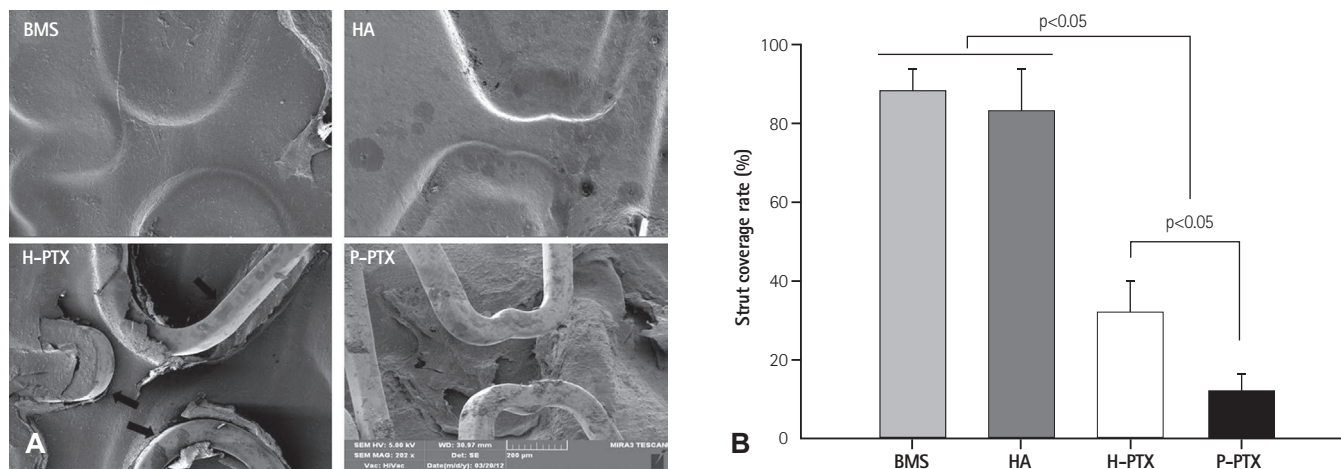 BMS
HA
H-PTX
P-PTX
A
SEM HV: 5.00 kV WD: 30.97 mm MIRA3 TESCAN
SEM MAG: 202 x Det: SE 200 µm
Vac: HiVac Date(m/d/y): 03/20/12
B
Strut coverage rate (%)
100
80
60
40
20
0
p<0.05
p<0.05
BMS HA H-PTX P-PTX